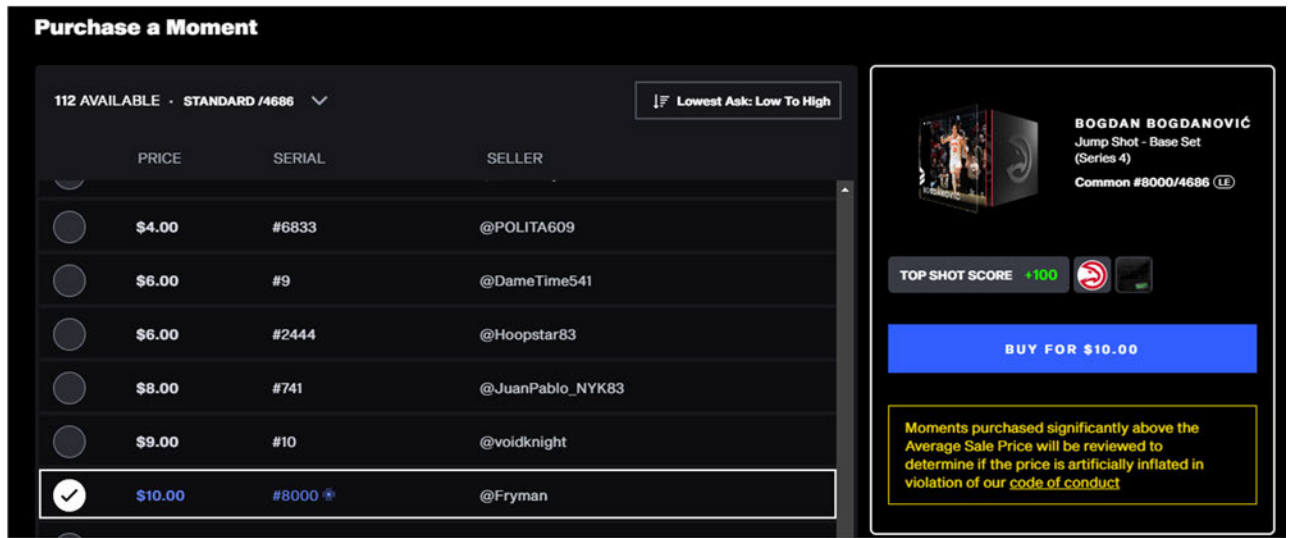 Purchase a Moment
112 AVAILABLE · STANDARD /4686
Lowest Ask: Low To High
PRICE SERIAL SELLER
$4.00 #6833 @POLITA609
$6.00 #9 @DameTime541
$6.00 #2444 @Hoopstar83
$8.00 #741 @JuanPablo_NYK83
$9.00 #10 @voidknight
$10.00 #8000 @Fryman
BOGDAN BOGDANOVIĆ
Jump Shot - Base Set
(Series 4)
Common #8000/4686 LE
TOP SHOT SCORE +100
BUY FOR $10.00
Moments purchased significantly above the
Average Sale Price will be reviewed to
determine if the price is artificially inflated in
violation of our code of conduct